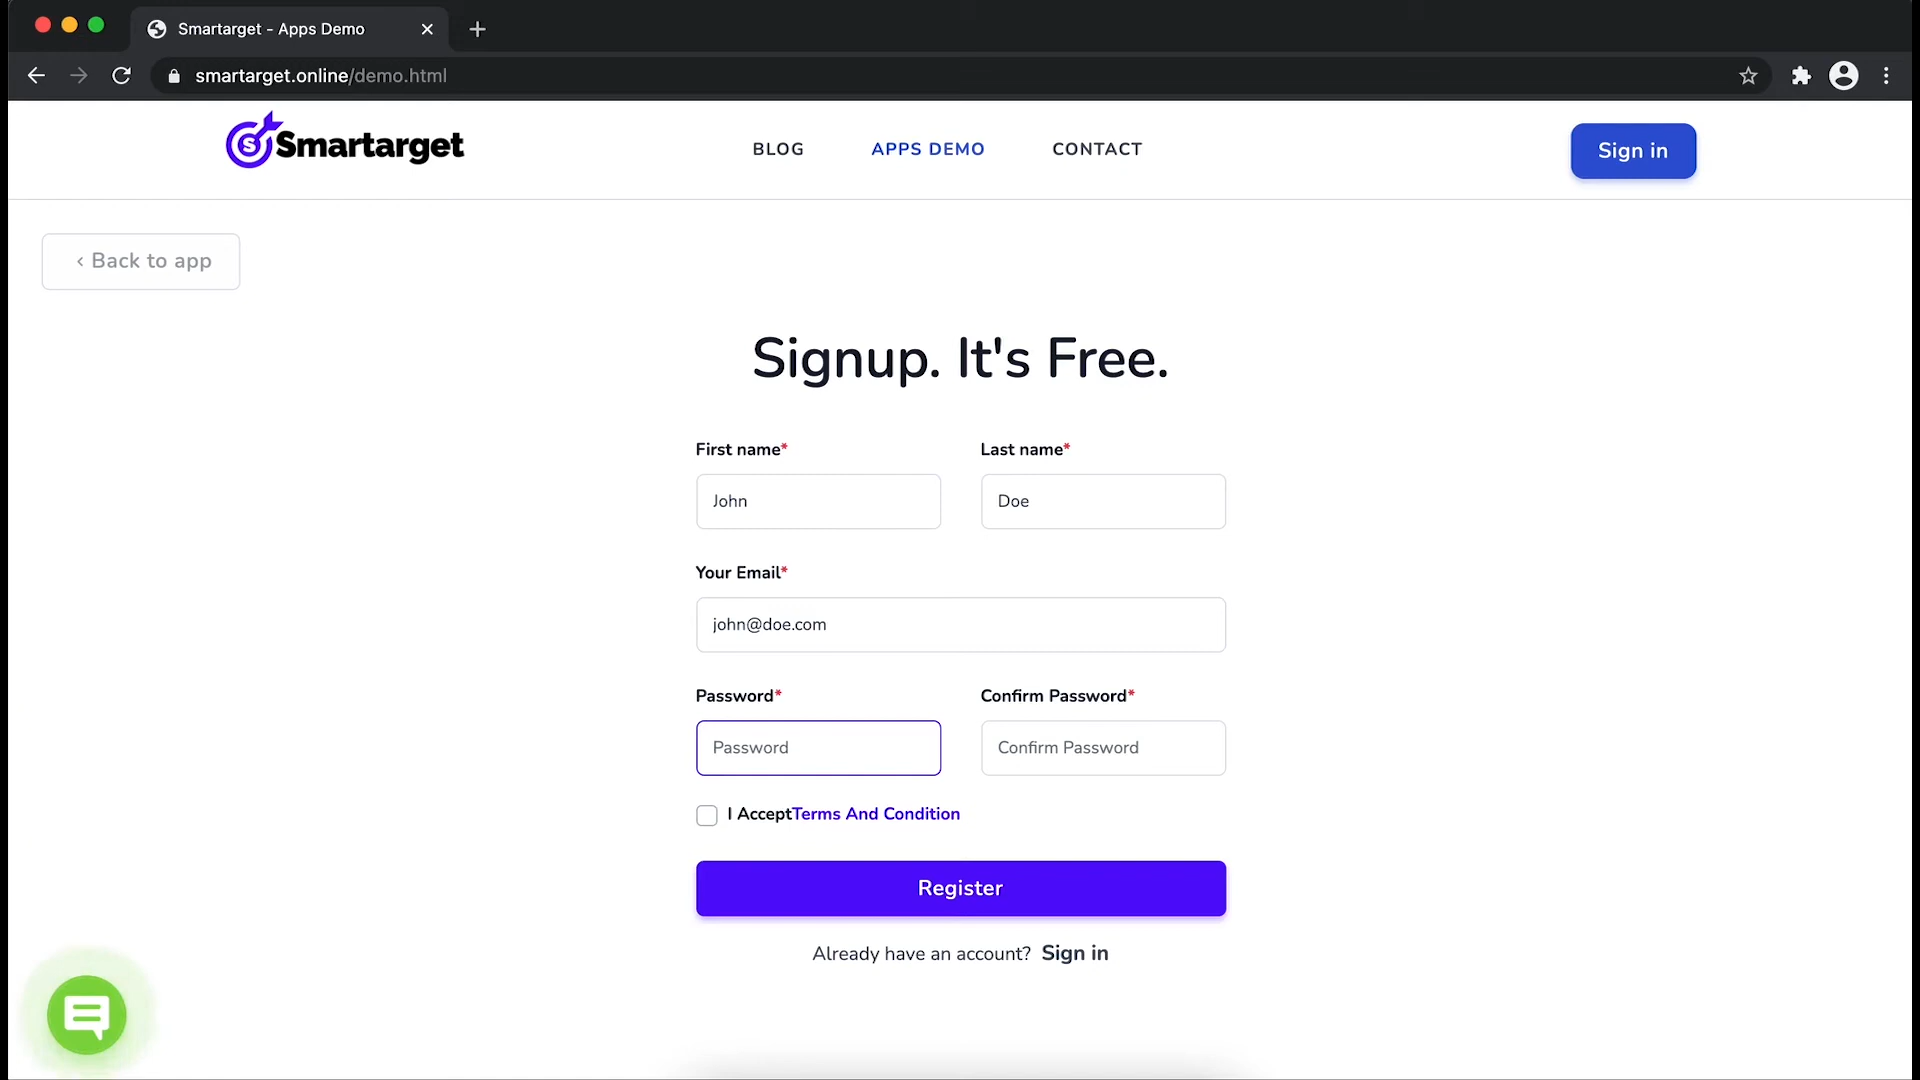 Smartarget - Apps Demo
smartarget.online/demo.html
Smartarget
BLOG
APPS DEMO
CONTACT
Sign in
‹ Back to app
Signup. It's Free.
First name*
Last name*
John
Doe
Your Email*
john@doe.com
Password*
Confirm Password*
Password
Confirm Password
I AcceptTerms And Condition
Register
Already have an account? Sign in